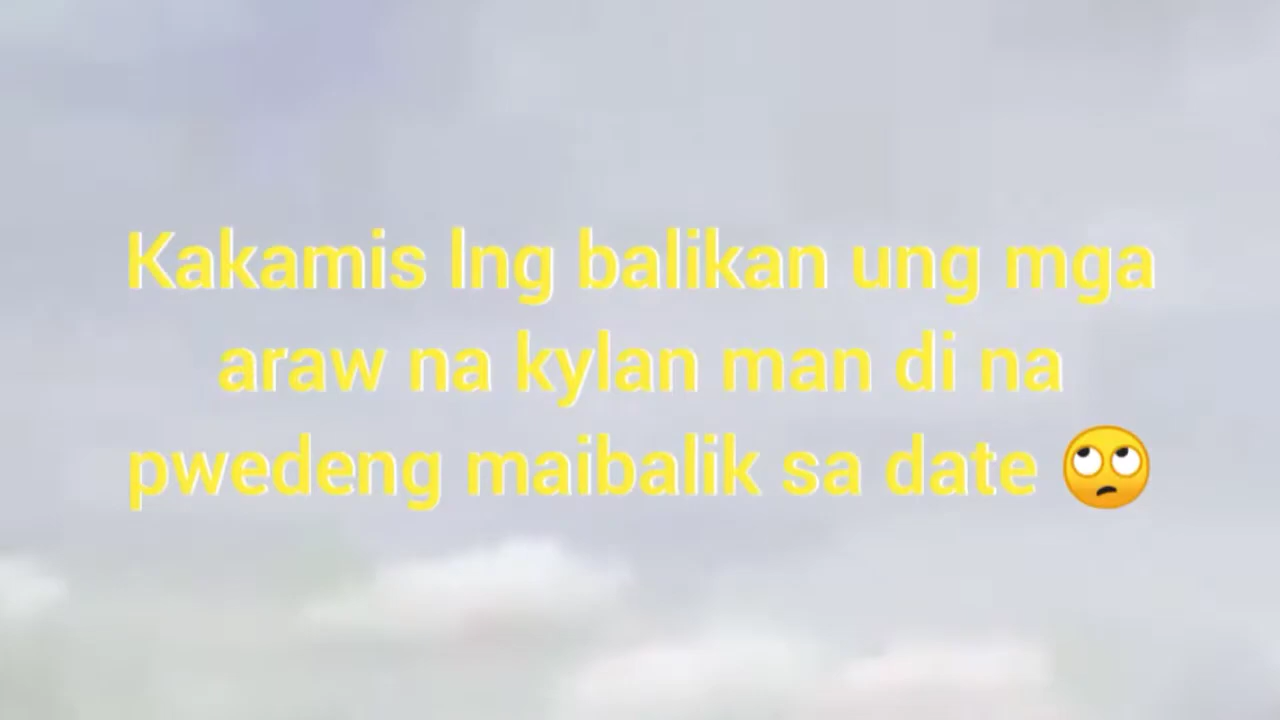 Kakamis lng balikan ung mga
araw na kylan man di na
pwedeng maibalik sa date 🙄